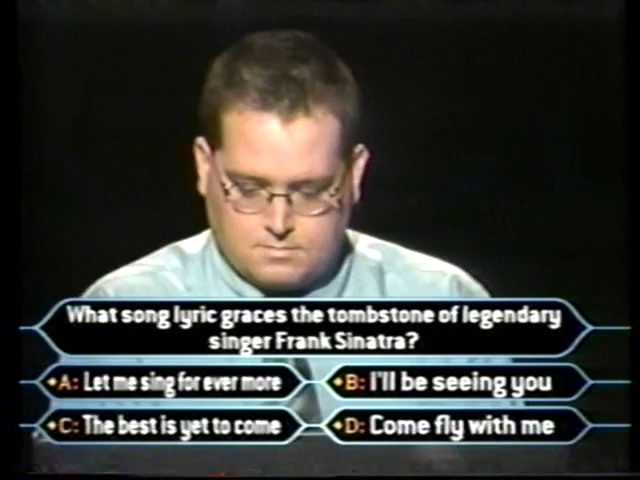 What song lyric graces the tombstone of legendary
singer Frank Sinatra?
A: Let me sing for ever more
B: I'll be seeing you
C: The best is yet to come
D: Come fly with me